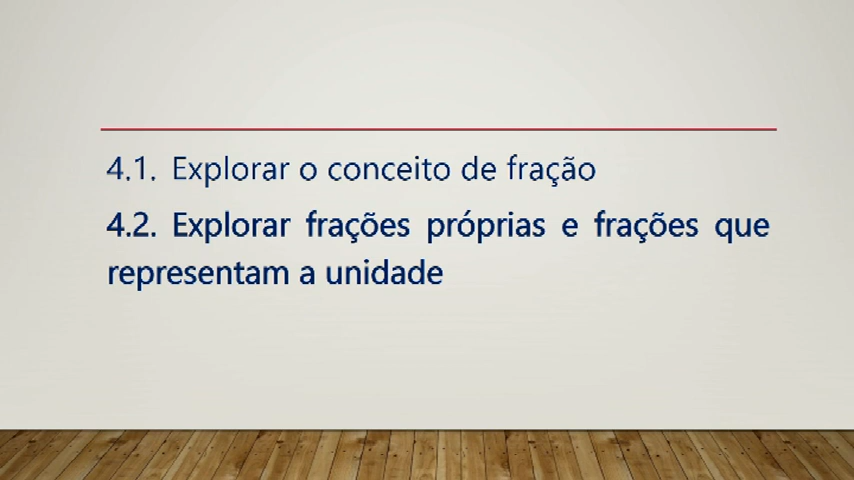 4.1. Explorar o conceito de fração
4.2. Explorar frações próprias e frações que
representam a unidade